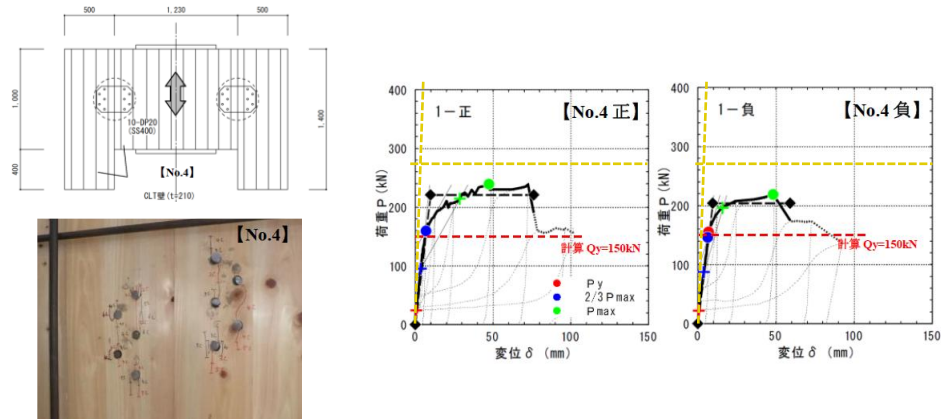 500
1,230
500
1,000
400
1,400
10-DP20
(SS400)
【No.4】
CLT壁(t=210)
【No.4】
400
300
200
100
0
荷重P (kN)
1-正
【No.4 正】
計算 Qy=150kN
Py
2/3Pmax
Pmax
0
50
100
150
変位δ (mm)
400
300
200
100
0
荷重P (kN)
1-負
【No.4 負】
計算 Qy=150kN
0
50
100
150
変位δ (mm)